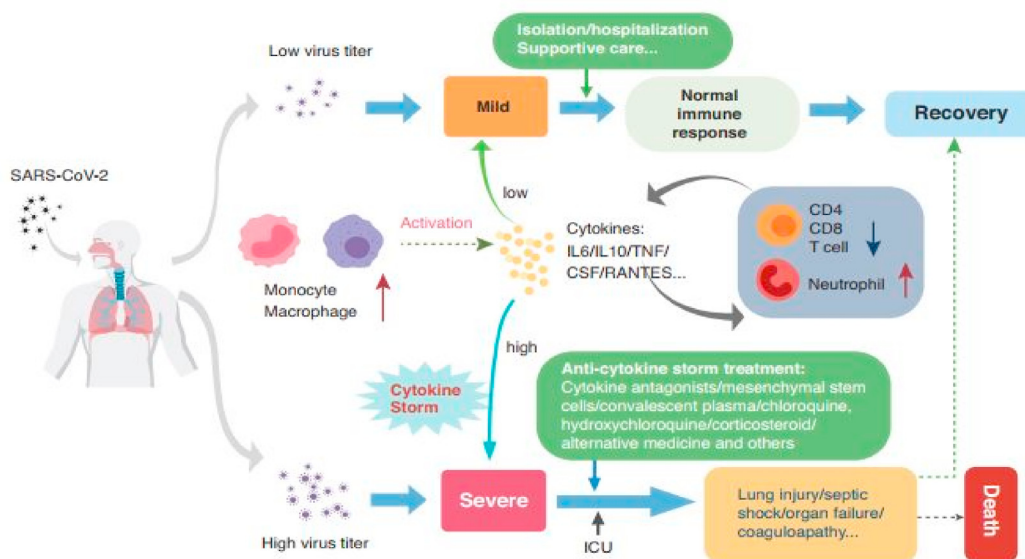 Isolation/hospitalization
Supportive care...
Low virus titer
Mild
Normal
immune
response
Recovery
SARS-CoV-2
low
Activation
Cytokines:
IL6/IL10/TNF/
CSF/RANTES...
CD4
CD8
T cell
Neutrophil
Monocyte
Macrophage
high
Cytokine
Storm
Anti-cytokine storm treatment:
Cytokine antagonists/mesenchymal stem
cells/convalescent plasma/chloroquine,
hydroxychloroquine/corticosteroid/
alternative medicine and others
Severe
Lung injury/septic
shock/organ failure/
coaguloapathy...
Death
High virus titer
ICU